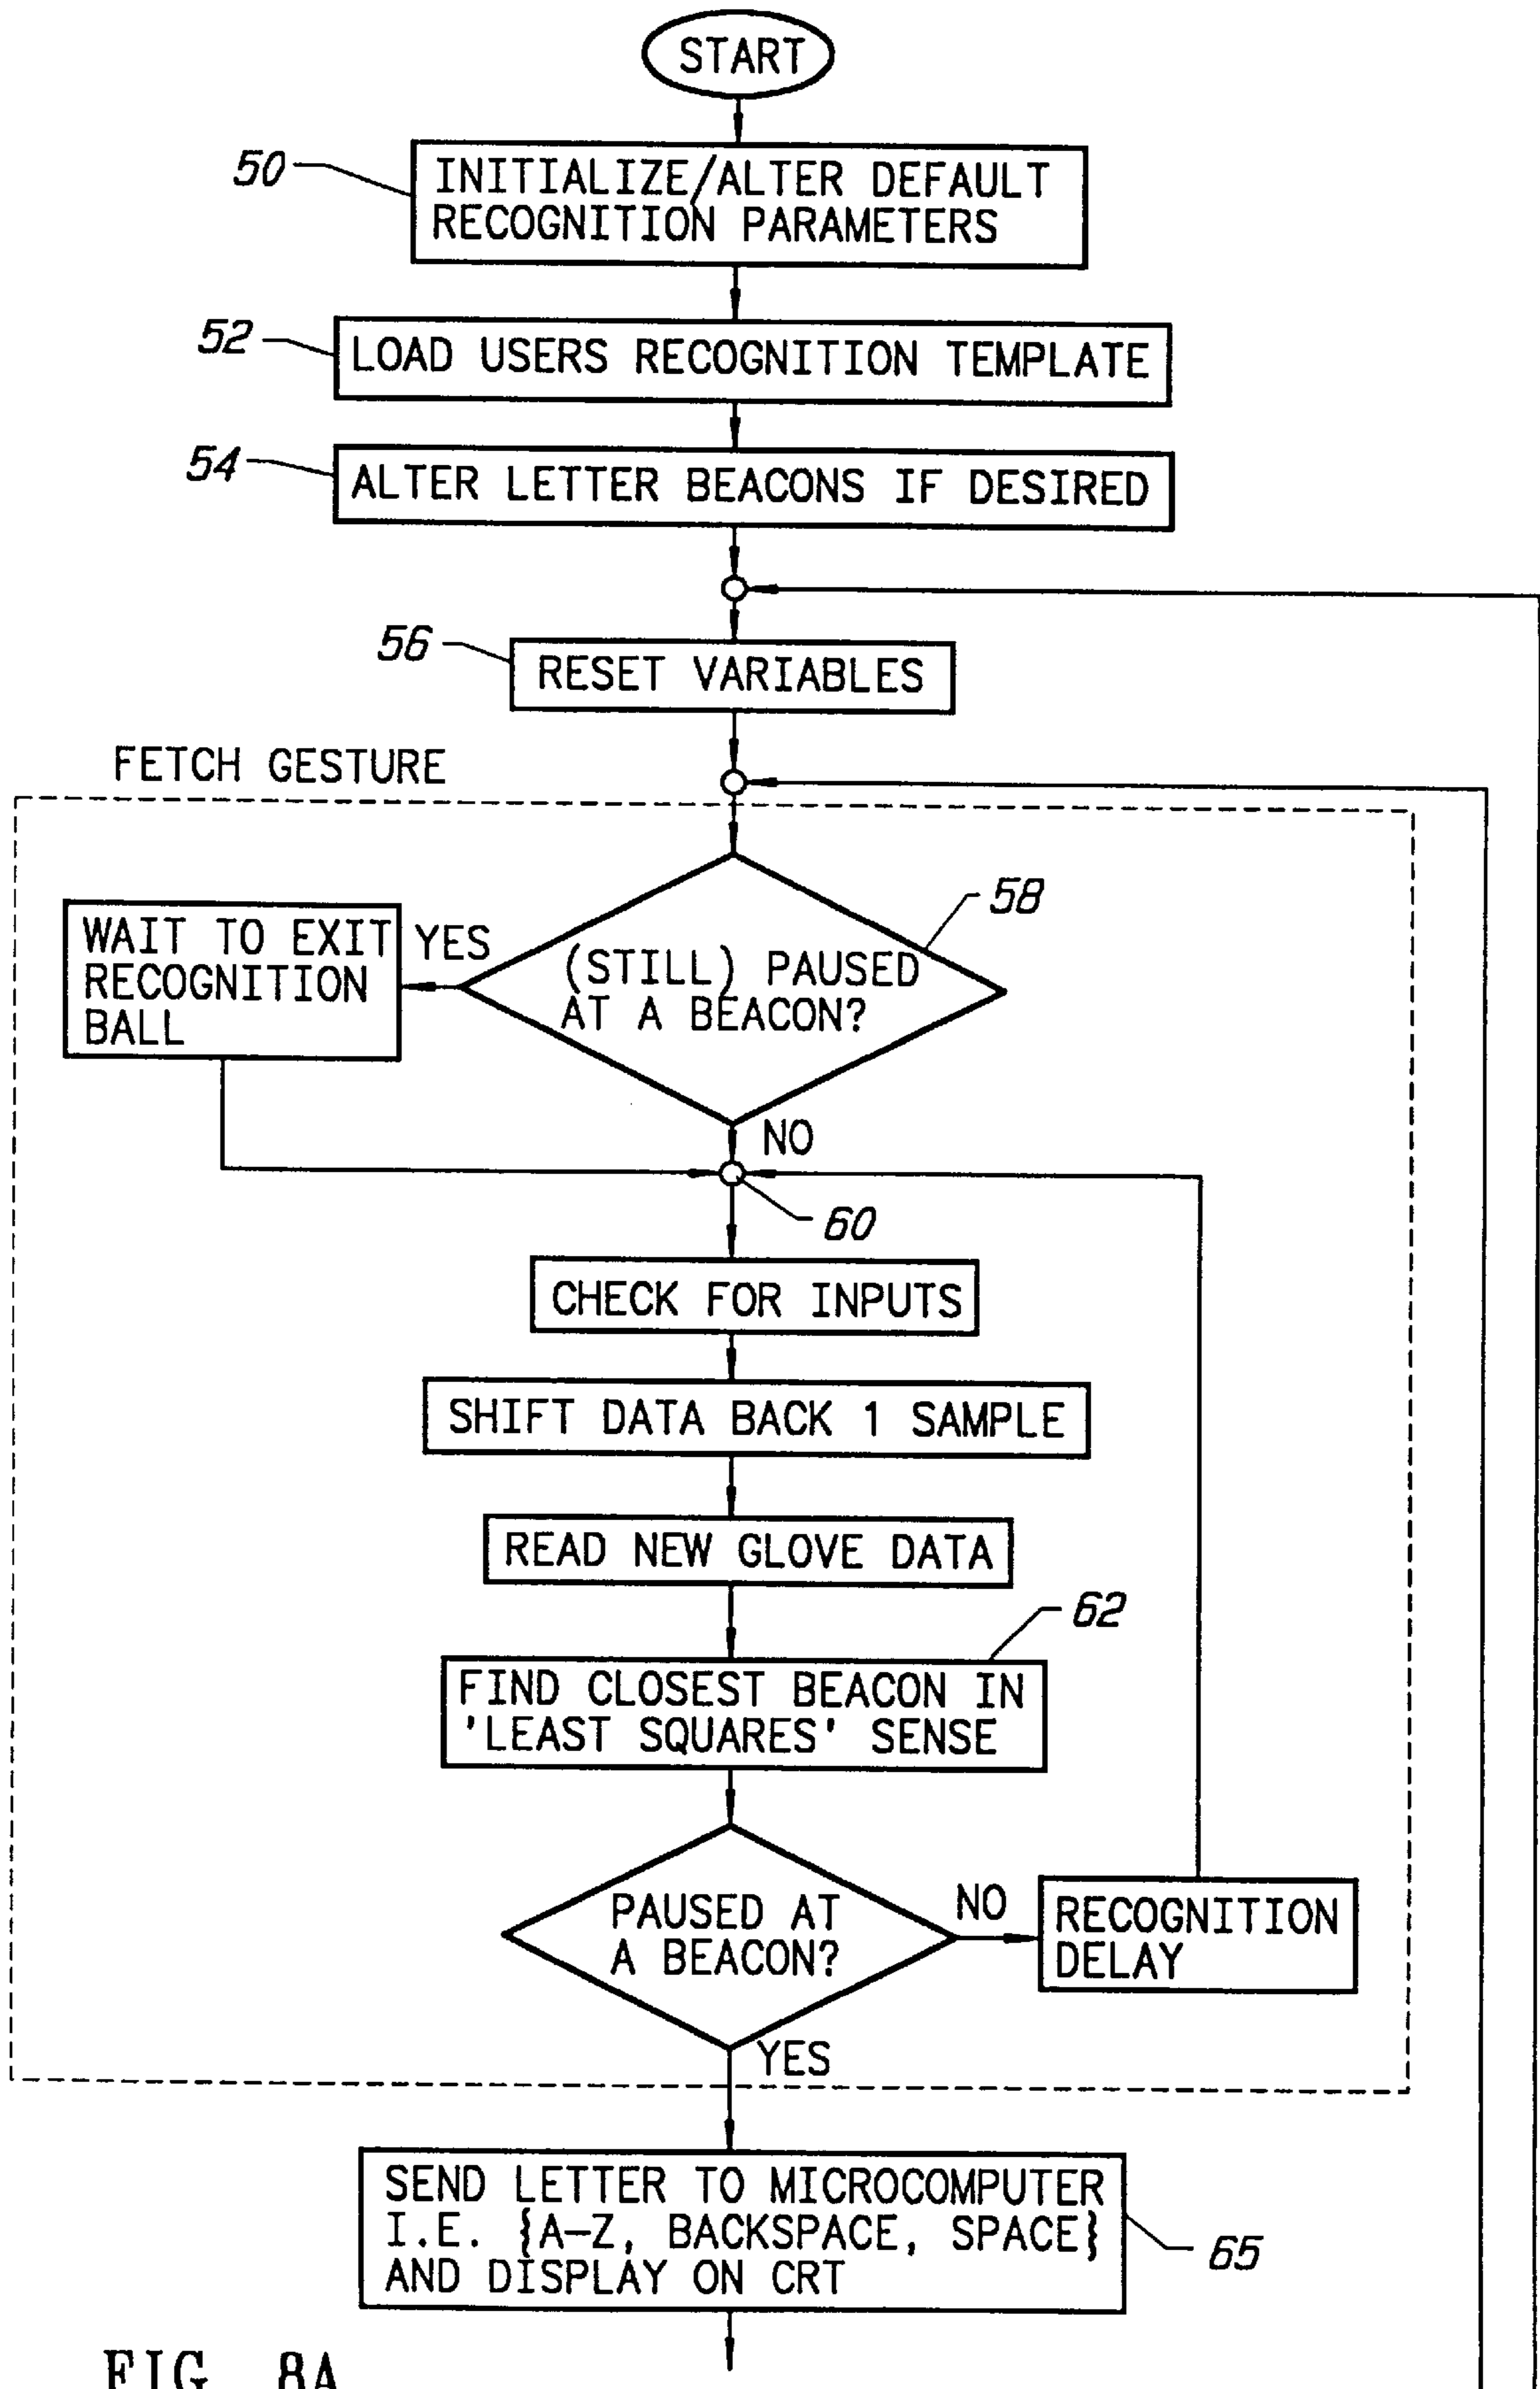 START
50
INITIALIZE/ALTER DEFAULT
RECOGNITION PARAMETERS
52
LOAD USERS RECOGNITION TEMPLATE
54
ALTER LETTER BEACONS IF DESIRED
56
RESET VARIABLES
FETCH GESTURE
58
(STILL) PAUSED
AT A BEACON?
YES
WAIT TO EXIT
RECOGNITION
BALL
NO
60
CHECK FOR INPUTS
SHIFT DATA BACK 1 SAMPLE
READ NEW GLOVE DATA
62
FIND CLOSEST BEACON IN
'LEAST SQUARES' SENSE
PAUSED AT
A BEACON?
NO
RECOGNITION
DELAY
YES
SEND LETTER TO MICROCOMPUTER
I.E. {A-Z, BACKSPACE, SPACE}
AND DISPLAY ON CRT
65
FIG. 8A